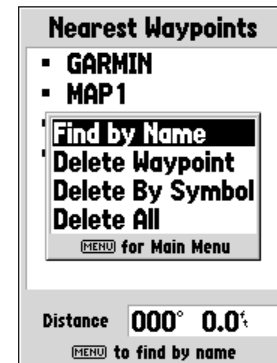 Nearest Waypoints
GARMIN
MAP1
Find by Name
Delete Waypoint
Delete By Symbol
Delete All
MENU for Main Menu
Distance 000° 0.0ft
MENU to find by name